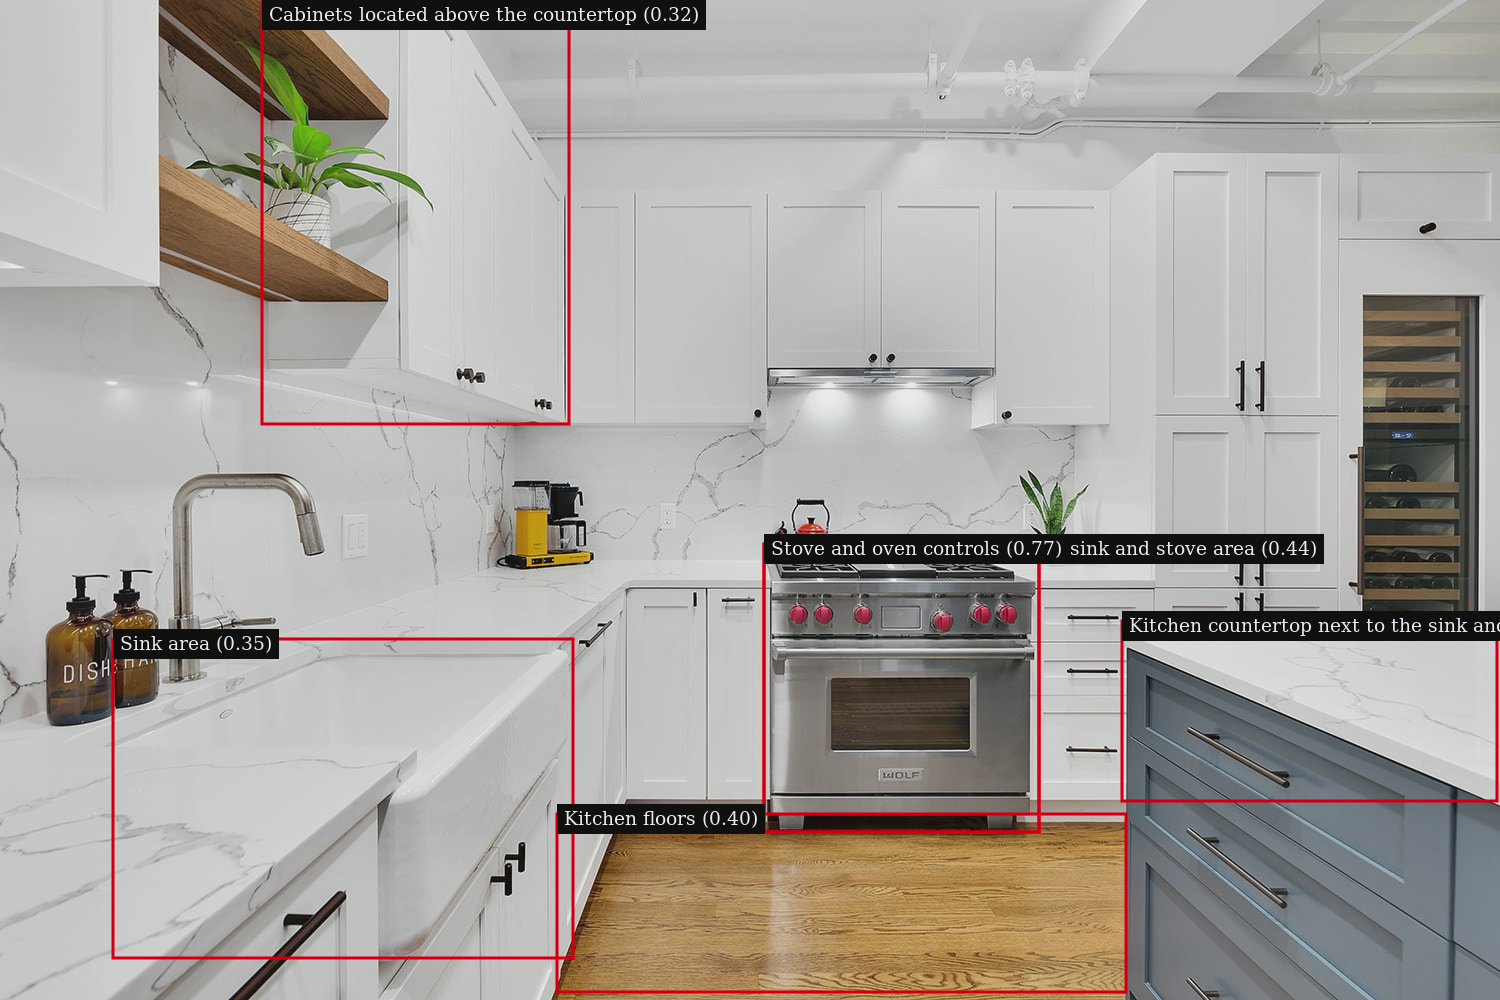 Cabinets located above the countertop (0.32)
Stove and oven controls (0.77)
sink and stove area (0.44)
Kitchen countertop next to the sink and
Sink area (0.35)
DISH
HAN
Kitchen floors (0.40)
WOLF